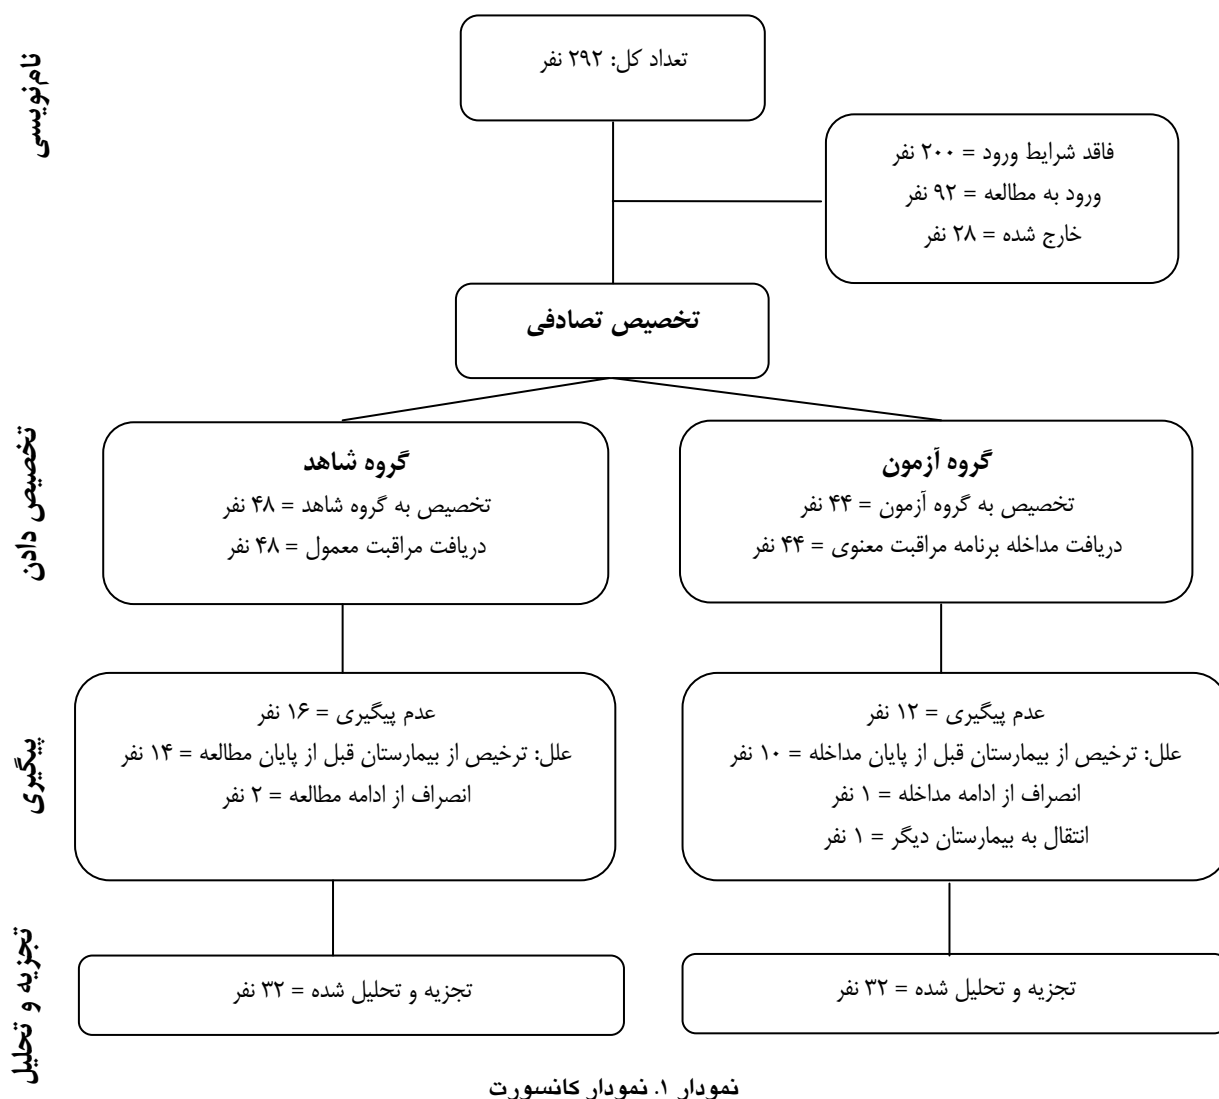 نام‌نویسی
تعداد کل: ۲۹۲ نفر
فاقد شرایط ورود = ۲۰۰ نفر
ورود به مطالعه = ۹۲ نفر
خارج شده = ۲۸ نفر
تخصیص تصادفی
تخصیص دادن
گروه آزمون
تخصیص به گروه آزمون = ۴۴ نفر
دریافت مداخله برنامه مراقبت معنوی = ۴۴ نفر
گروه شاهد
تخصیص به گروه شاهد = ۴۸ نفر
دریافت مراقبت معمول = ۴۸ نفر
پیگیری
عدم پیگیری = ۱۲ نفر
علل: ترخیص از بیمارستان قبل از پایان مداخله = ۱۰ نفر
انصراف از ادامه مداخله = ۱ نفر
انتقال به بیمارستان دیگر = ۱ نفر
عدم پیگیری = ۱۶ نفر
علل: ترخیص از بیمارستان قبل از پایان مطالعه = ۱۴ نفر
انصراف از ادامه مطالعه = ۲ نفر
تجزیه و تحلیل
تجزیه و تحلیل شده = ۳۲ نفر
تجزیه و تحلیل شده = ۳۲ نفر
نمودار ۱. نمودار کانسورت